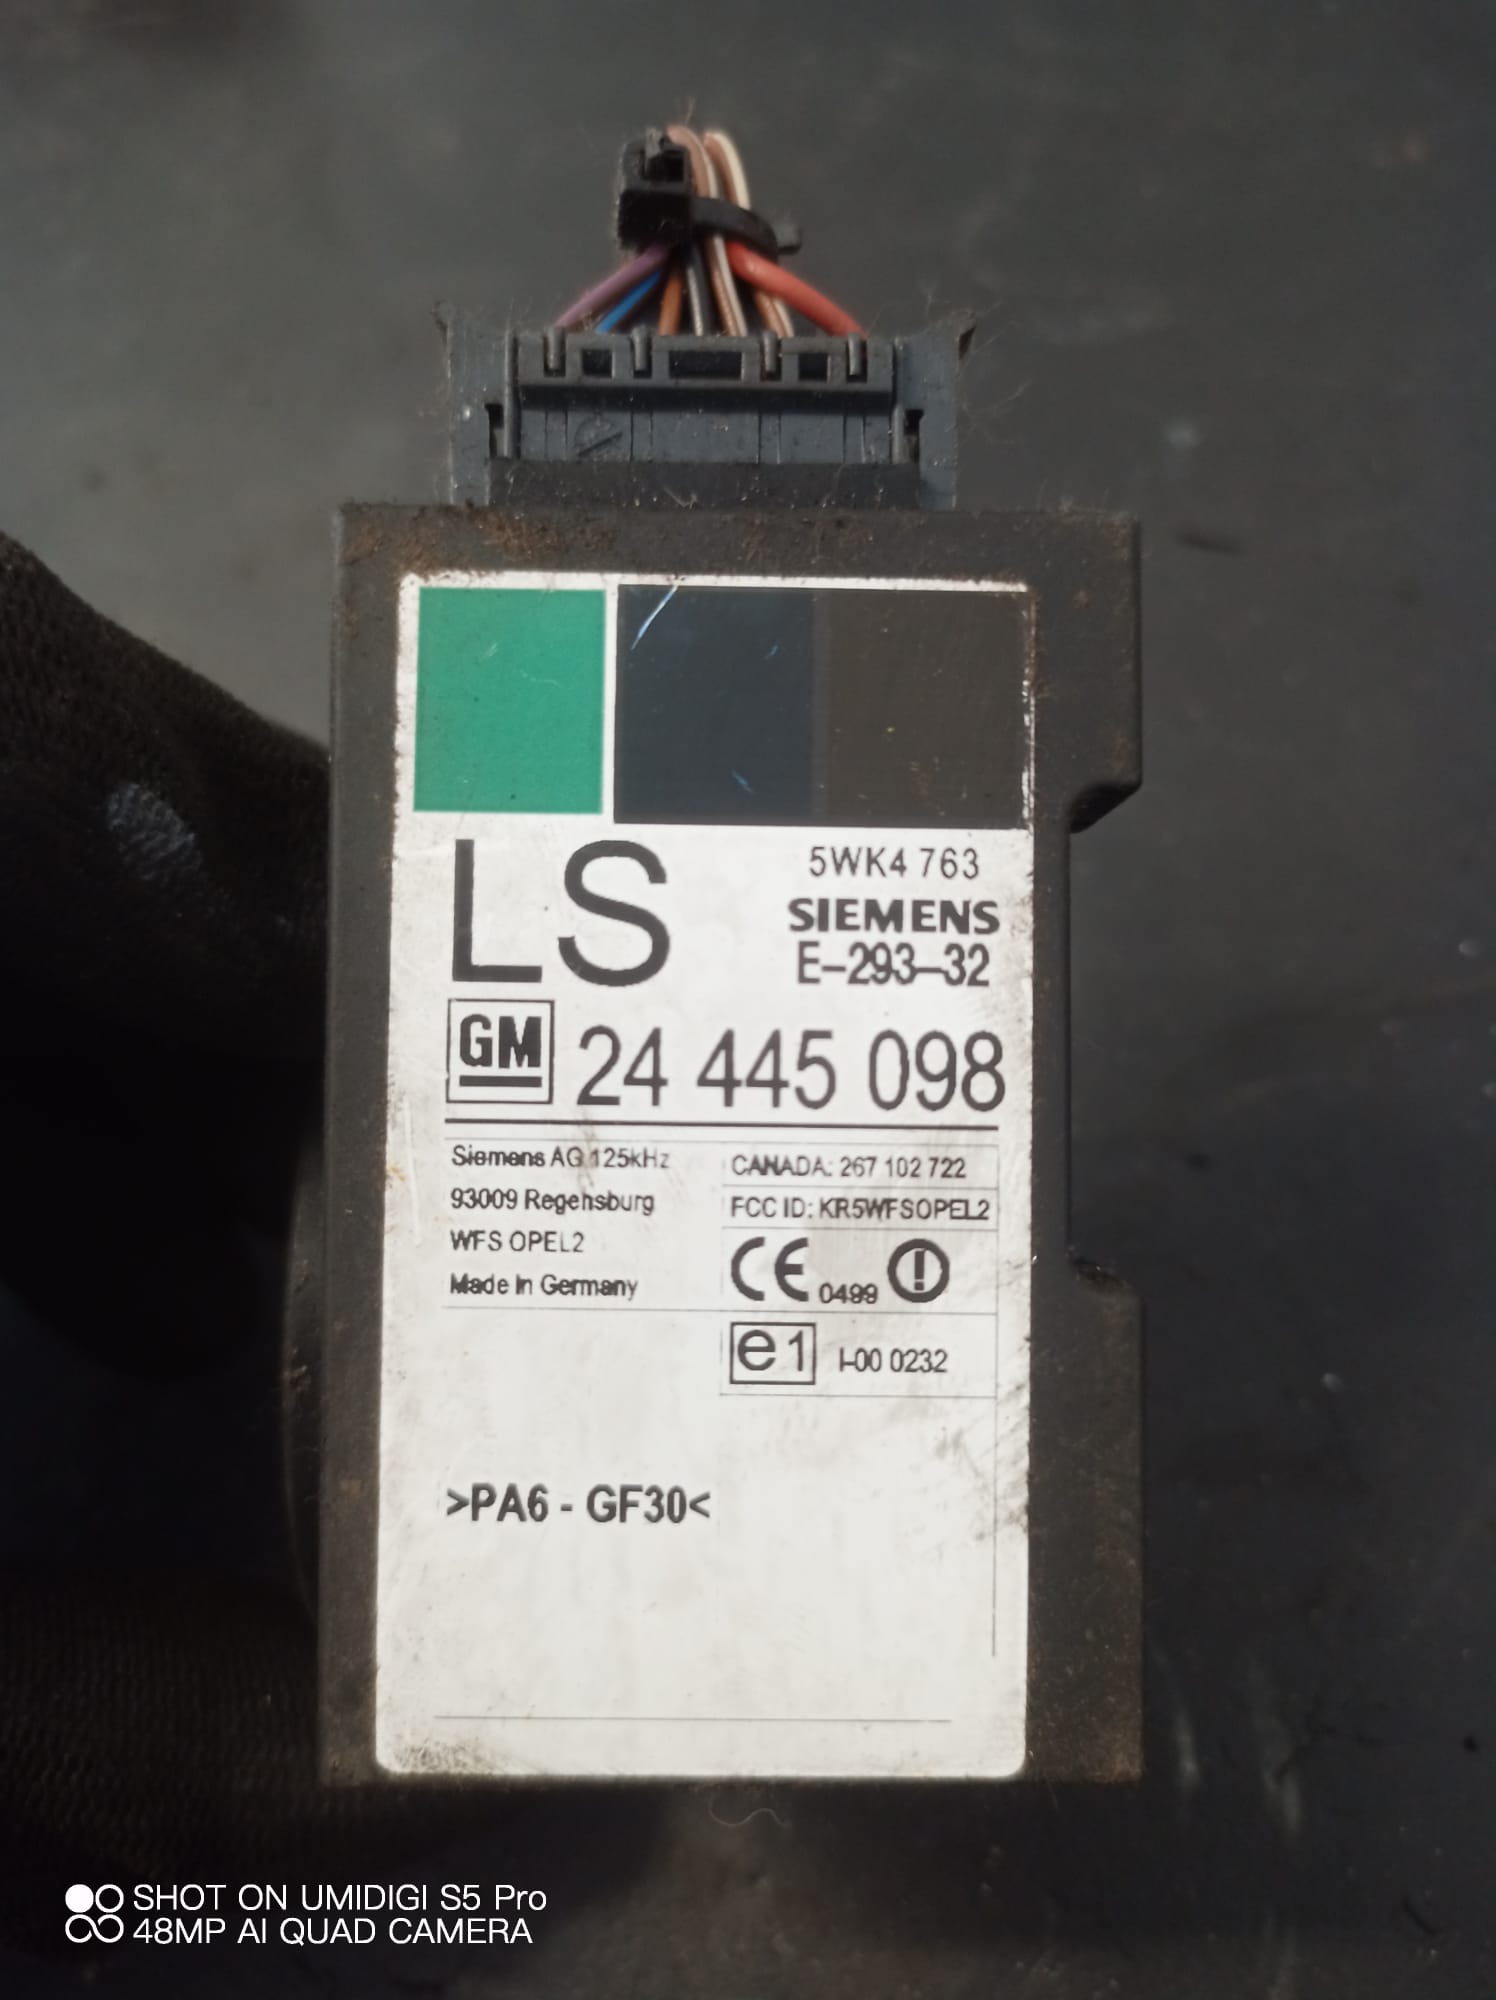 LS
5WK4 763
SIEMENS
E-293-32
GM 24 445 098
Siemens AG 125kHz
93009 Regensburg
WFS OPEL2
Made in Germany
CANADA: 267 102 722
FCC ID: KR5WFSOPEL2
CE 0499
e1 I-00 0232
>PA6 - GF30<
SHOT ON UMIDIGI S5 Pro
48MP AI QUAD CAMERA